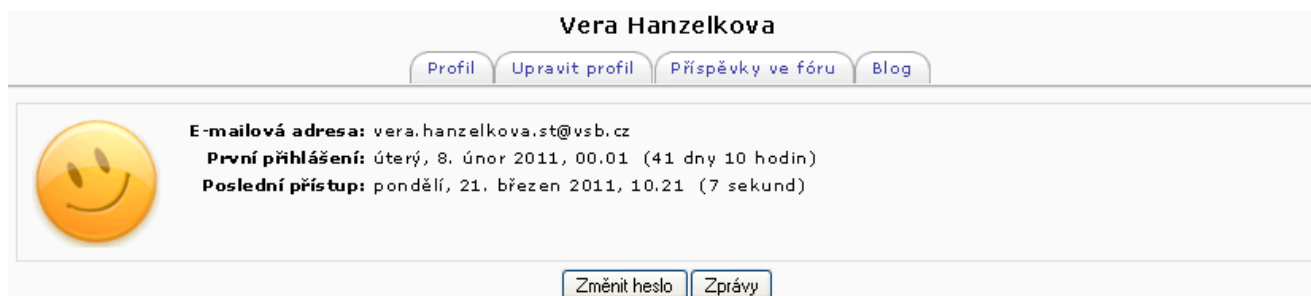 Vera Hanzelkova
Profil Upravit profil Příspěvky ve fóru Blog
E-mailová adresa: vera.hanzelkova.st@vsb.cz
První přihlášení: úterý, 8. únor 2011, 00.01 (41 dny 10 hodin)
Poslední přístup: pondělí, 21. březen 2011, 10.21 (7 sekund)
Změnit heslo Zprávy